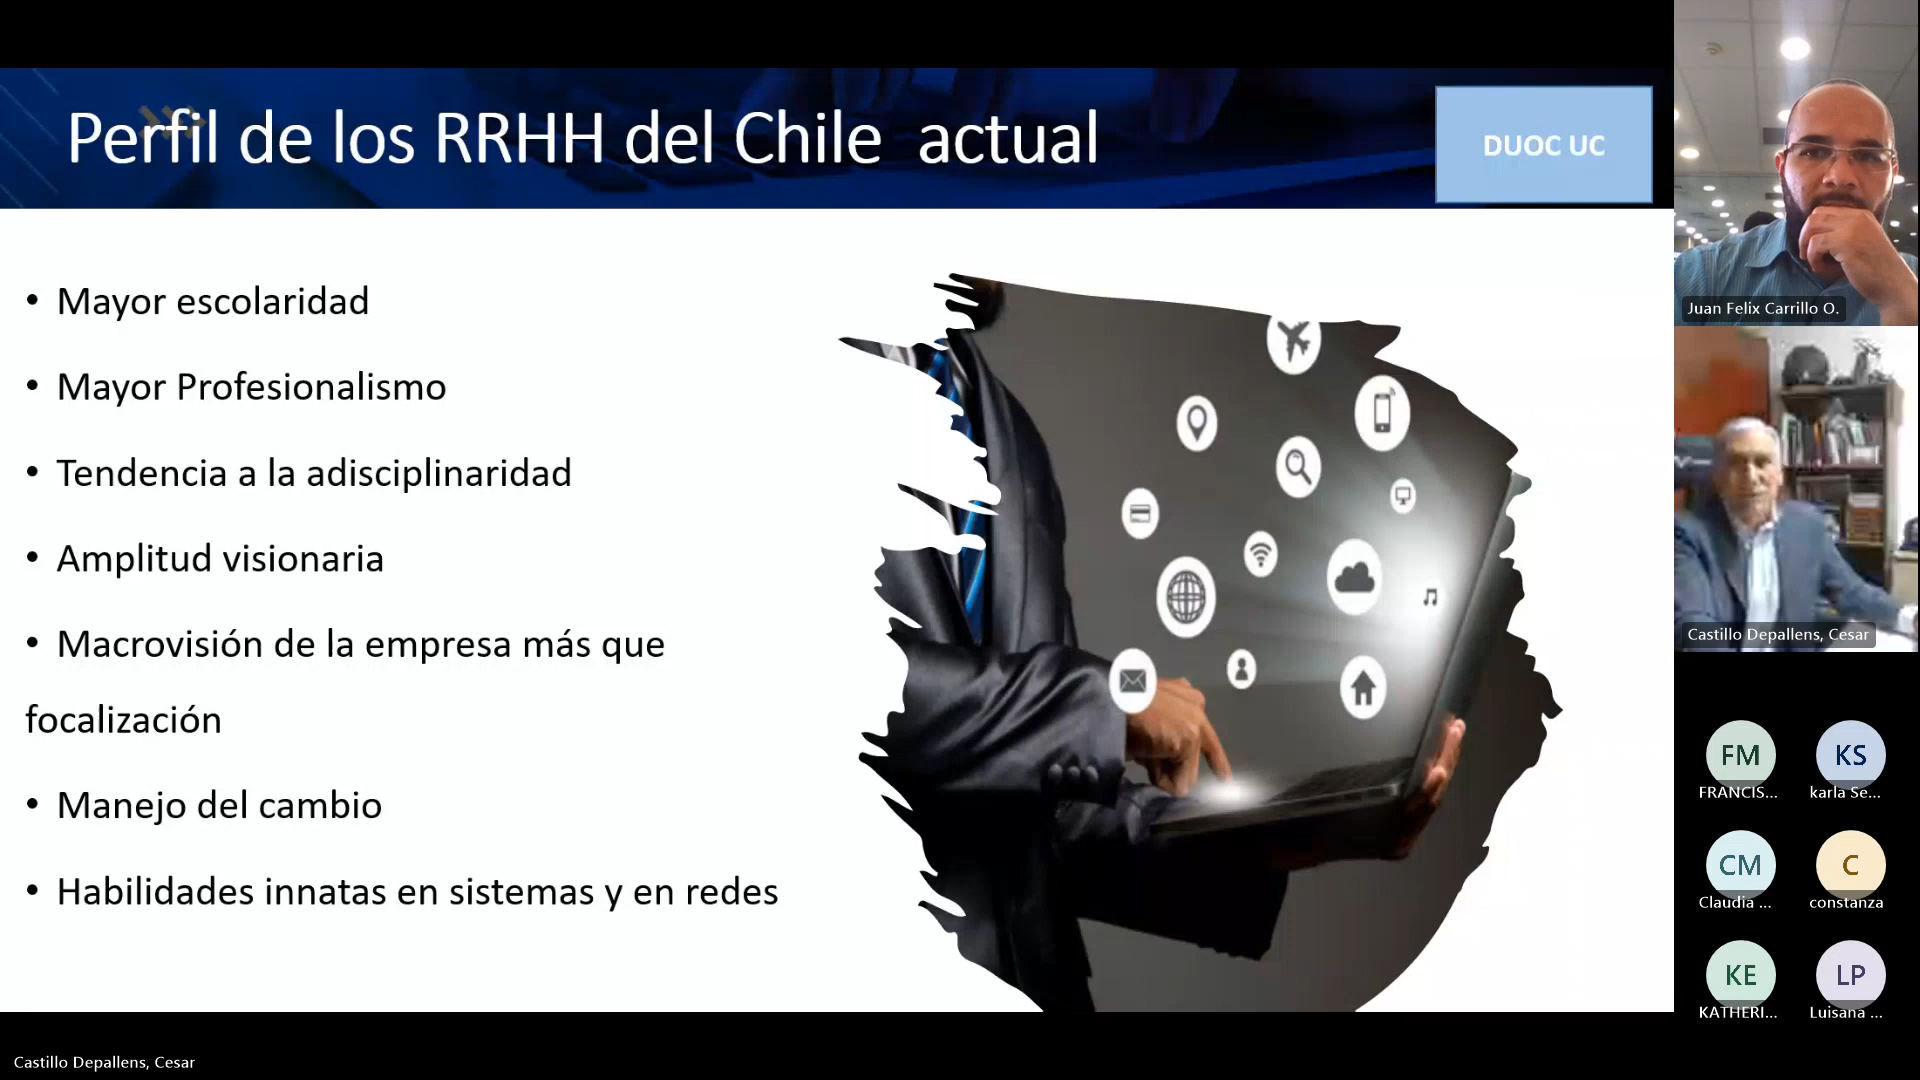 Perfil de los RRHH del Chile actual
DUOC UC
• Mayor escolaridad
• Mayor Profesionalismo
• Tendencia a la adisciplinaridad
• Amplitud visionaria
• Macrovisión de la empresa más que
focalización
• Manejo del cambio
• Habilidades innatas en sistemas y en redes
Juan Felix Carrillo O.
Castillo Depallens, Cesar
FM
FRANCIS...
KS
karla Se...
CM
Claudia ...
C
constanza
KE
KATHERI...
LP
Luisana ...
Castillo Depallens, Cesar